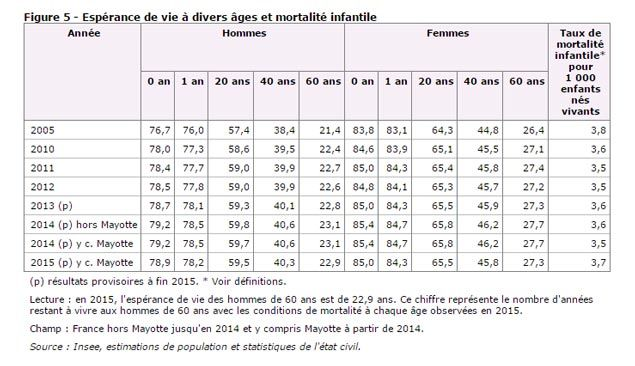 Figure 5 - Espérance de vie à divers âges et mortalité infantile
Année Hommes Femmes Taux de
mortalité
infantile*
pour
1 000
enfants
nés
vivants
0 an 1 an 20 ans 40 ans 60 ans 0 an 1 an 20 ans 40 ans 60 ans
2005 76,7 76,0 57,4 38,4 21,4 83,8 83,1 64,3 44,8 26,4 3,8
2010 78,0 77,3 58,6 39,5 22,4 84,6 83,9 65,1 45,5 27,1 3,6
2011 78,4 77,7 59,0 39,9 22,7 85,0 84,3 65,4 45,8 27,4 3,5
2012 78,5 77,8 59,0 39,9 22,6 84,8 84,1 65,3 45,7 27,2 3,5
2013 (p) 78,7 78,1 59,3 40,1 22,8 85,0 84,3 65,5 45,9 27,3 3,6
2014 (p) hors Mayotte 79,2 78,5 59,8 40,6 23,1 85,4 84,7 65,8 46,2 27,7 3,6
2014 (p) y c. Mayotte 79,2 78,5 59,7 40,6 23,1 85,4 84,8 65,8 46,2 27,7 3,5
2015 (p) y c. Mayotte 78,9 78,2 59,5 40,3 22,9 85,0 84,3 65,5 45,8 27,3 3,7
(p) résultats provisoires à fin 2015. * Voir définitions.
Lecture : en 2015, l'espérance de vie des hommes de 60 ans est de 22,9 ans. Ce chiffre représente le nombre d'années
restant à vivre aux hommes de 60 ans avec les conditions de mortalité à chaque âge observées en 2015.
Champ : France hors Mayotte jusqu'en 2014 et y compris Mayotte à partir de 2014.
Source : Insee, estimations de population et statistiques de l'état civil.